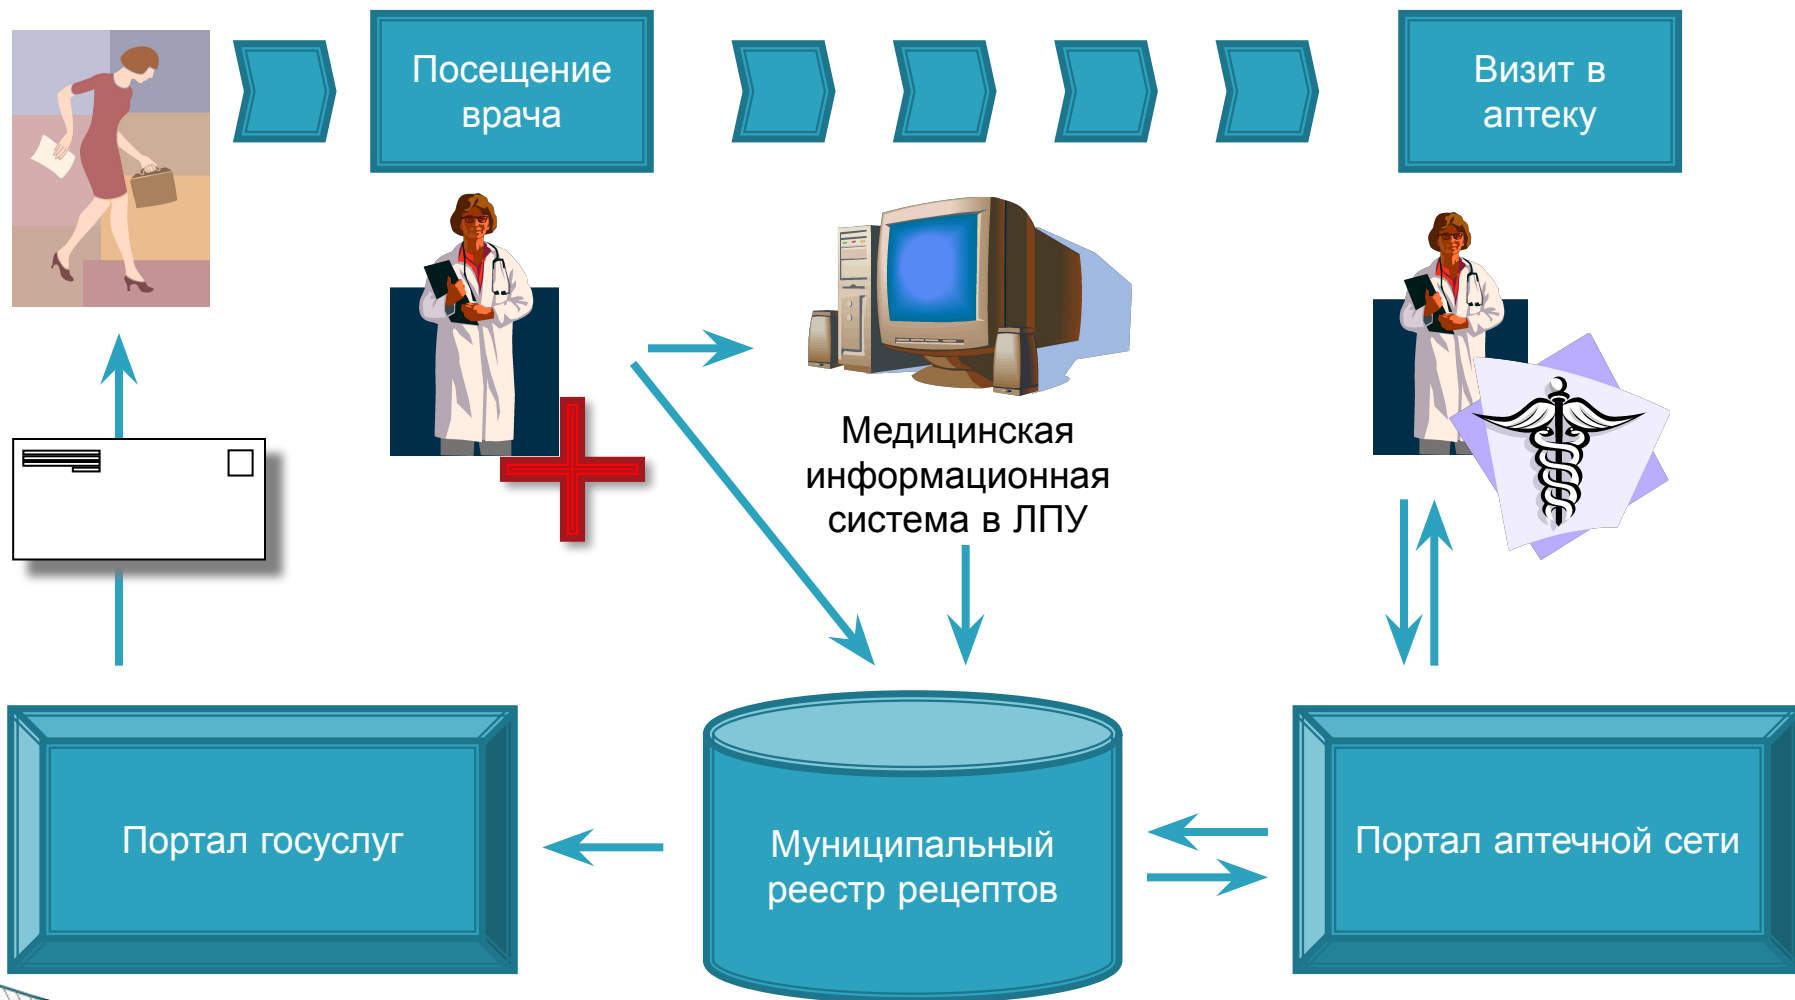 Посещение
врача
Визит в
аптеку
Медицинская
информационная
система в ЛПУ
Портал госуслуг
Муниципальный
реестр рецептов
Портал аптечной сети